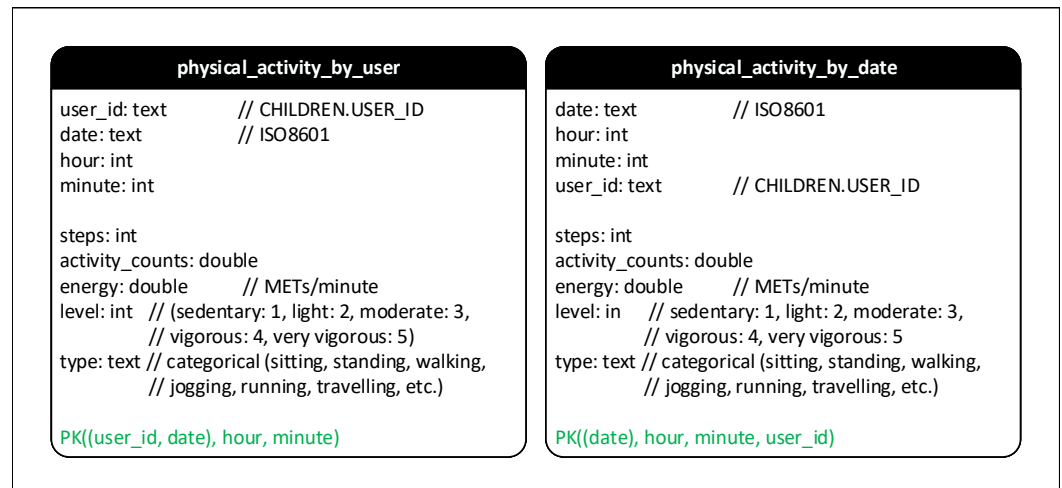 physical_activity_by_user
user_id: text // CHILDREN.USER_ID
date: text // ISO8601
hour: int
minute: int
steps: int
activity_counts: double
energy: double // METs/minute
level: int // (sedentary: 1, light: 2, moderate: 3,
// vigorous: 4, very vigorous: 5)
type: text // categorical (sitting, standing, walking,
// jogging, running, travelling, etc.)
PK((user_id, date), hour, minute)
physical_activity_by_date
date: text // ISO8601
hour: int
minute: int
user_id: text // CHILDREN.USER_ID
steps: int
activity_counts: double
energy: double // METs/minute
level: in // sedentary: 1, light: 2, moderate: 3,
// vigorous: 4, very vigorous: 5
type: text // categorical (sitting, standing, walking,
// jogging, running, travelling, etc.)
PK((date), hour, minute, user_id)